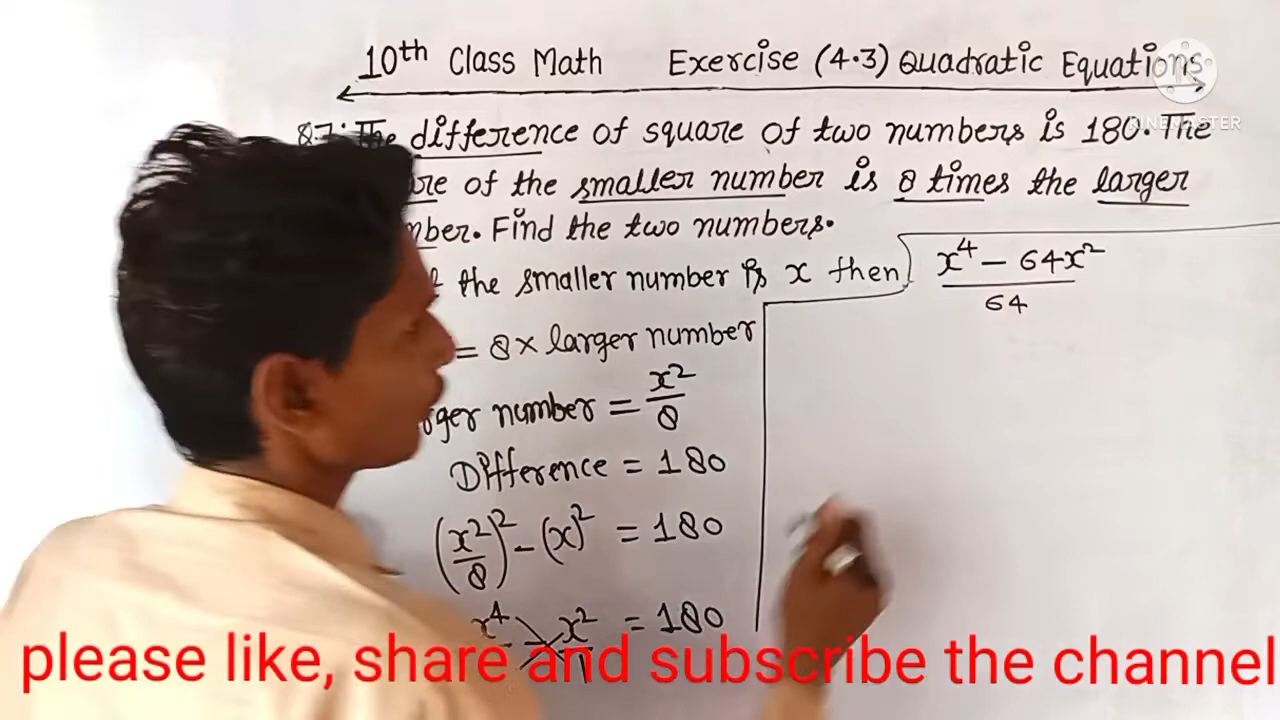 10th Class Math Exercise (4.3) Quadratic Equations
KINEMASTER
The difference of square of two numbers is 180. The
of the smaller number is 8 times the larger
Find the two numbers.
the smaller number is x then
= 8× larger number
number = x²/8
Difference = 180
(x²/8)² - (x)² = 180
x⁴ - x² = 180
x⁴ - 64x²
64
please like, share and subscribe the channel